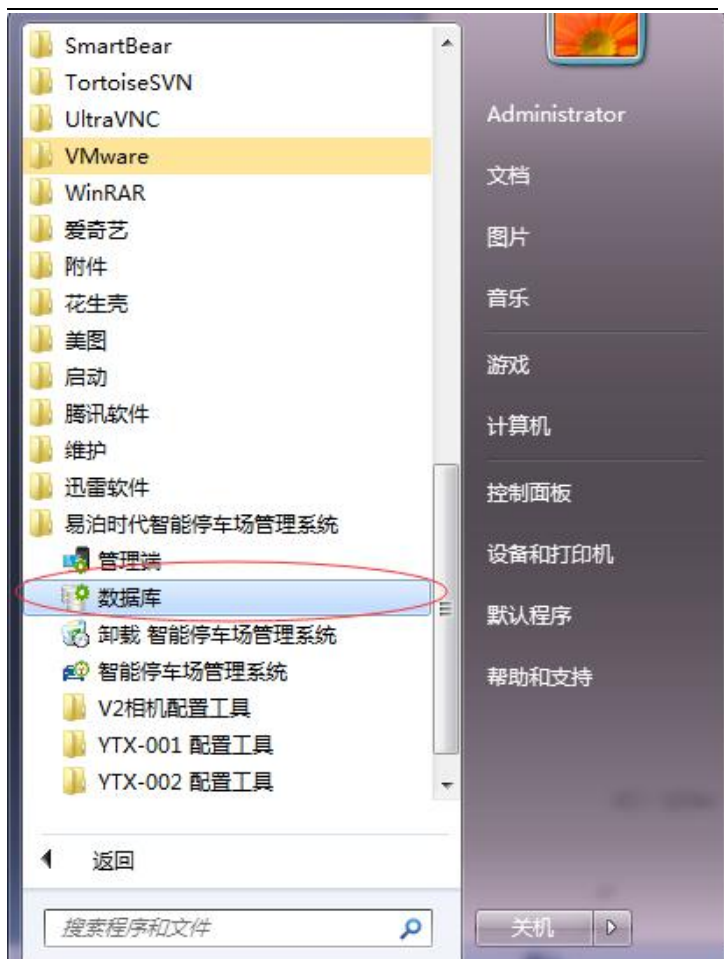 SmartBear
TortoiseSVN
UltraVNC
VMware
WinRAR
爱奇艺
附件
花生壳
美图
启动
腾讯软件
维护
迅雷软件
易泊时代智能停车场管理系统
管理端
数据库
卸载 智能停车场管理系统
智能停车场管理系统
V2相机配置工具
YTX-001 配置工具
YTX-002 配置工具
返回
搜索程序和文件
Administrator
文档
图片
音乐
游戏
计算机
控制面板
设备和打印机
默认程序
帮助和支持
关机